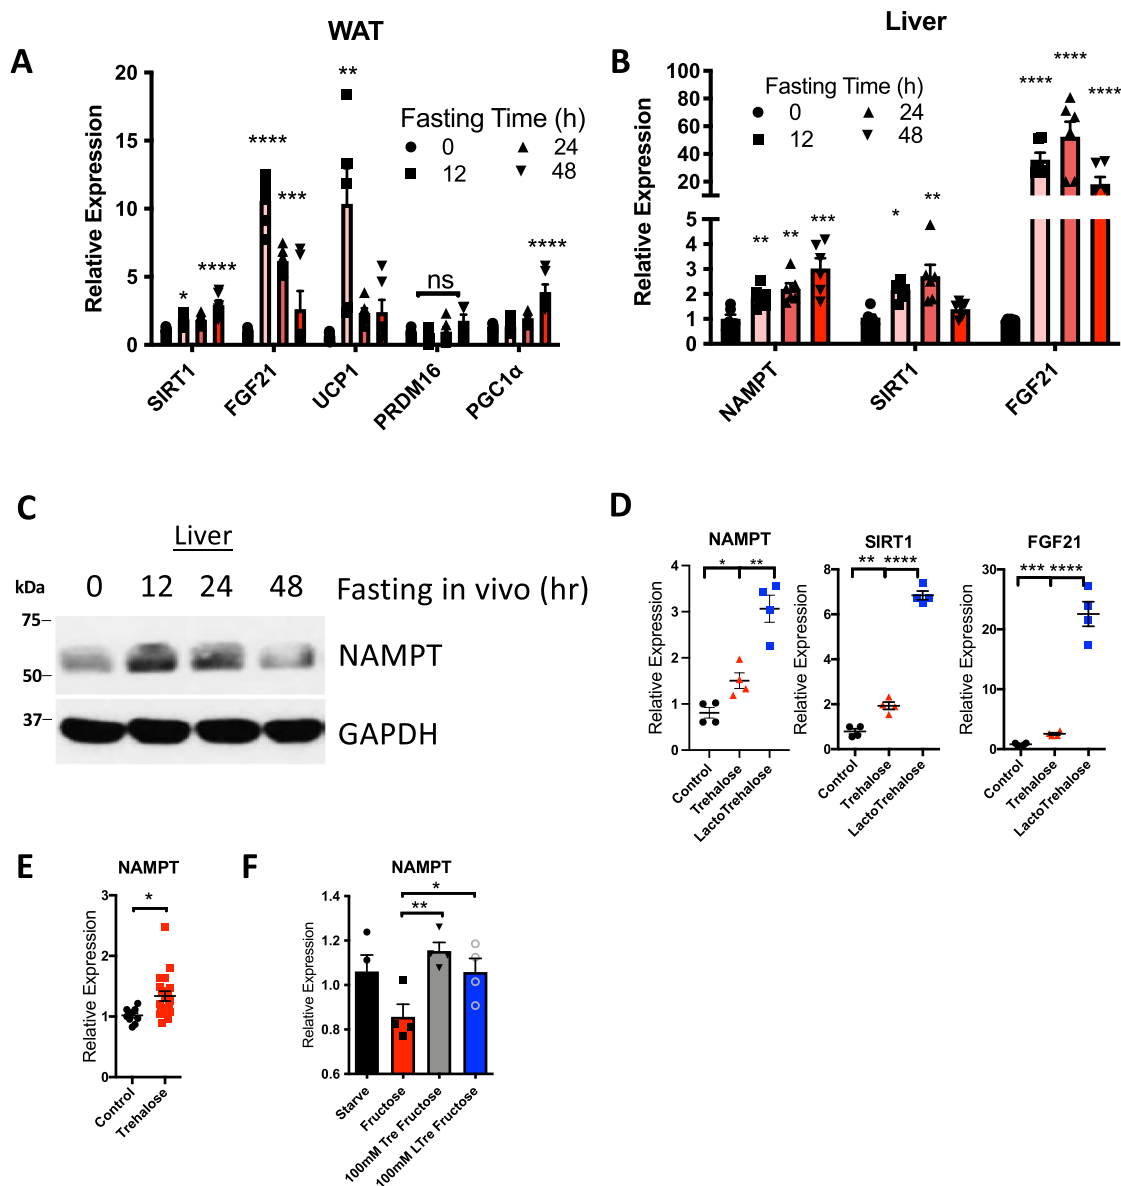 WAT
A
Relative Expression
20
15
10
5
0
**
****
***
*
****
ns
****
Fasting Time (h)
0
12
24
48
SIRT1
FGF21
UCP1
PRDM16
PGC1α
Liver
B
Relative Expression
100
80
60
40
20
5
4
3
2
1
0
Fasting Time (h)
0
12
24
48
**
**
***
*
**
****
****
****
NAMPT
SIRT1
FGF21
C
Liver
kDa
0 12 24 48 Fasting in vivo (hr)
75
50
37
NAMPT
GAPDH
D
NAMPT
Relative Expression
4
3
2
1
0
* **
Control
Trehalose
LactoTrehalose
SIRT1
Relative Expression
8
6
4
2
0
** ****
Control
Trehalose
LactoTrehalose
FGF21
Relative Expression
30
20
10
0
*** ****
Control
Trehalose
LactoTrehalose
E
NAMPT
Relative Expression
3
2
1
0
*
Control
Trehalose
F
NAMPT
Relative Expression
1.4
1.2
1.0
0.8
0.6
*
**
Starve
Fructose
100mM Tre Fructose
100mM LTre Fructose